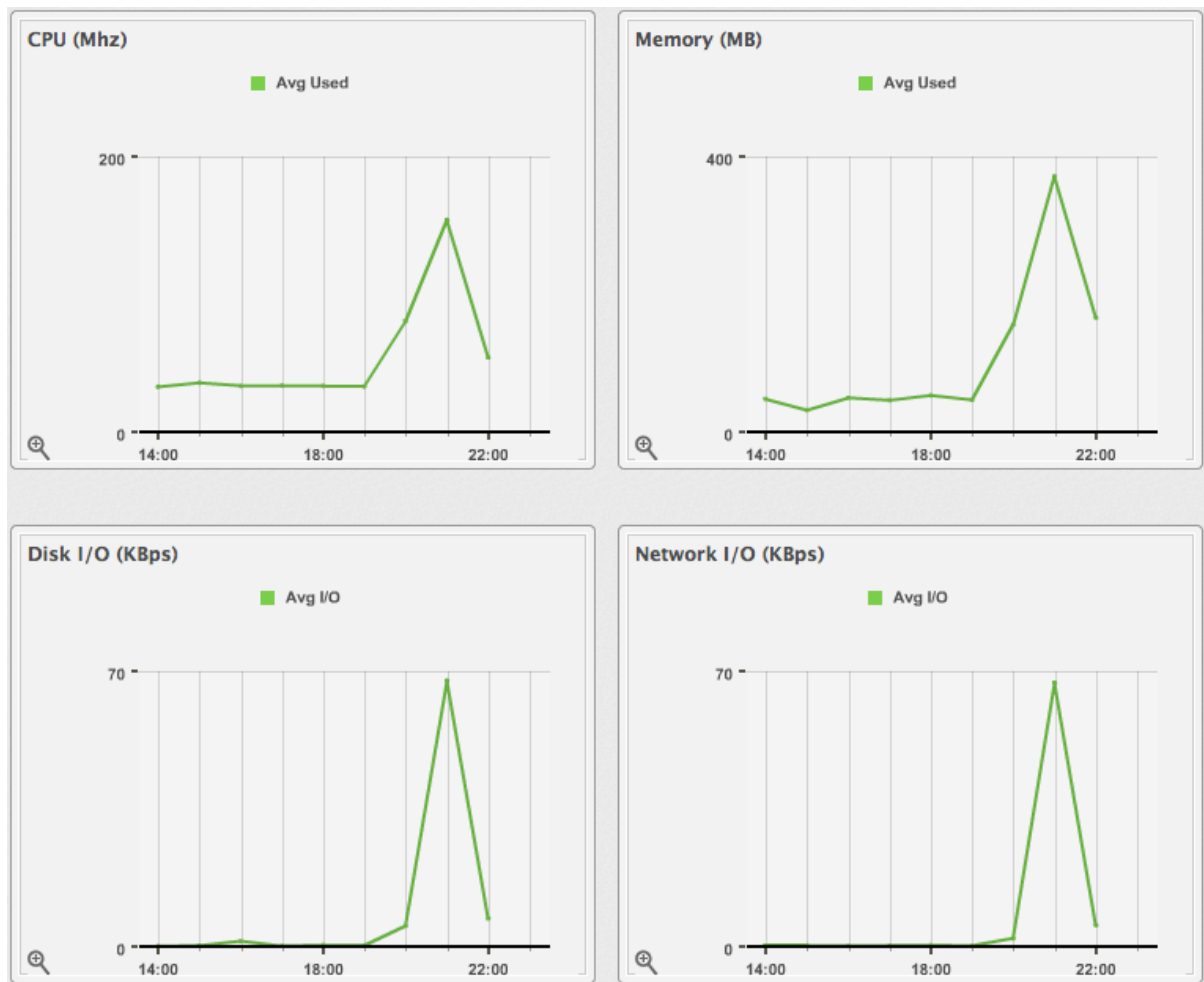 CPU (Mhz)
Avg Used
200
0
14:00 18:00 22:00
Memory (MB)
Avg Used
400
0
14:00 18:00 22:00
Disk I/O (KBps)
Avg I/O
70
0
14:00 18:00 22:00
Network I/O (KBps)
Avg I/O
70
0
14:00 18:00 22:00